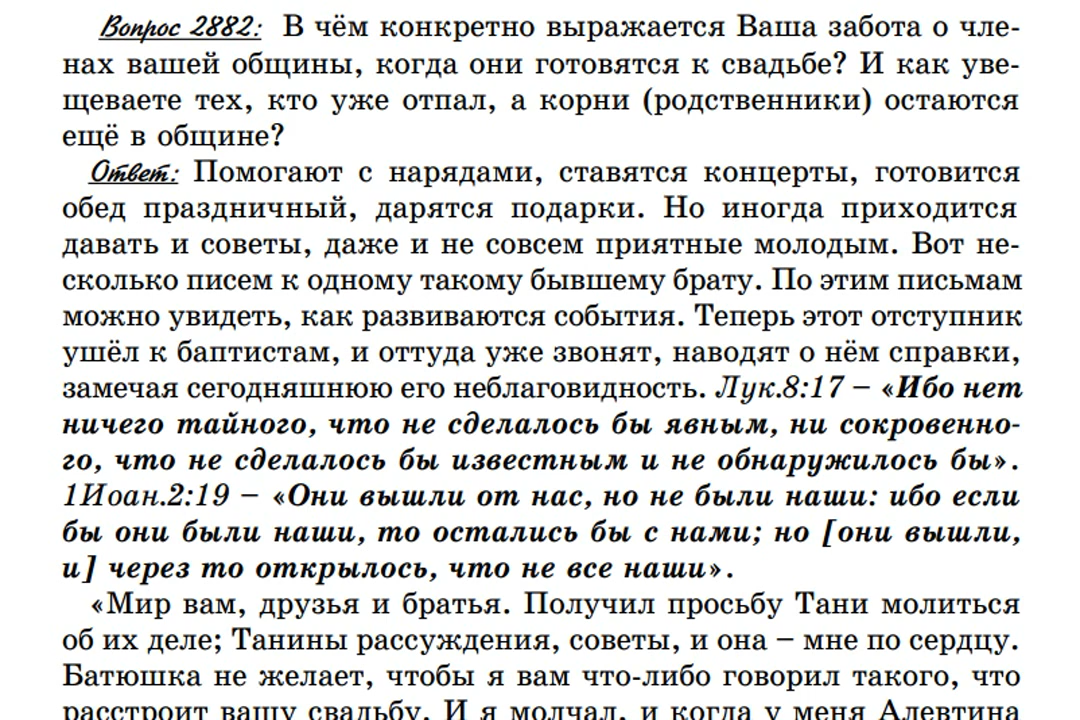 Вопрос 2882: В чём конкретно выражается Ваша забота о чле-
нах вашей общины, когда они готовятся к свадьбе? И как уве-
щеваете тех, кто уже отпал, а корни (родственники) остаются
ещё в общине?
Ответ: Помогают с нарядами, ставятся концерты, готовится
обед праздничный, дарятся подарки. Но иногда приходится
давать и советы, даже и не совсем приятные молодым. Вот не-
сколько писем к одному такому бывшему брату. По этим письмам
можно увидеть, как развиваются события. Теперь этот отступник
ушёл к баптистам, и оттуда уже звонят, наводят о нём справки,
замечая сегодняшнюю его неблаговидность. Лук.8:17 – «Ибо нет
ничего тайного, что не сделалось бы явным, ни сокровенно-
го, что не сделалось бы известным и не обнаружилось бы».
1Иоан.2:19 – «Они вышли от нас, но не были наши: ибо если
бы они были наши, то остались бы с нами; но [они вышли,
и] через то открылось, что не все наши».
«Мир вам, друзья и братья. Получил просьбу Тани молиться
об их деле; Танины рассуждения, советы, и она – мне по сердцу.
Батюшка не желает, чтобы я вам что-либо говорил такого, что
расстроит вашу свадьбу. И я молчал, и когда у меня Алевтина